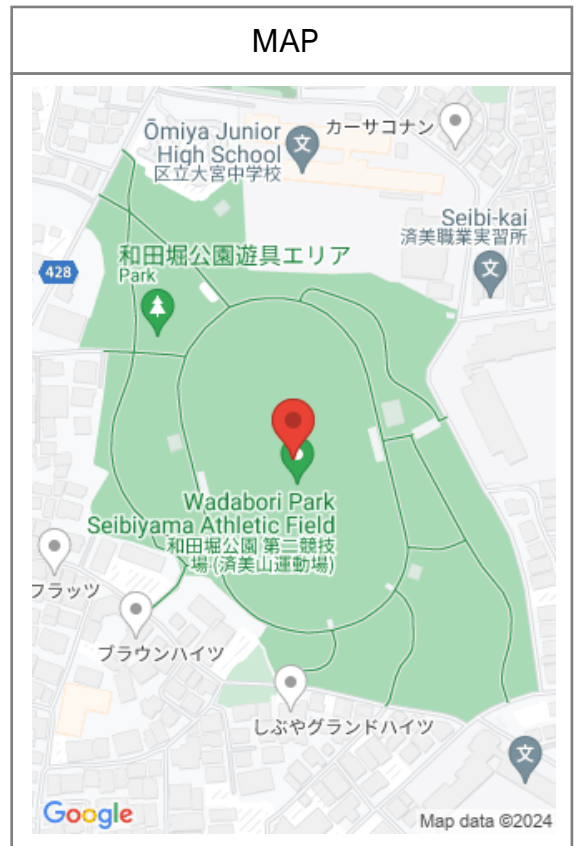 MAP
カーサコナン
Ōmiya Junior
High School
区立大宮中学校
文
Seibi-kai
済美職業実習所
文
和田堀公園遊具エリア
Park
428
Wadabori Park
Seibiyama Athletic Field
和田堀公園 第二競技
場 (済美山運動場)
フラッツ
ブラウンハイツ
しぶやグランドハイツ
文
Google
Map data ©2024